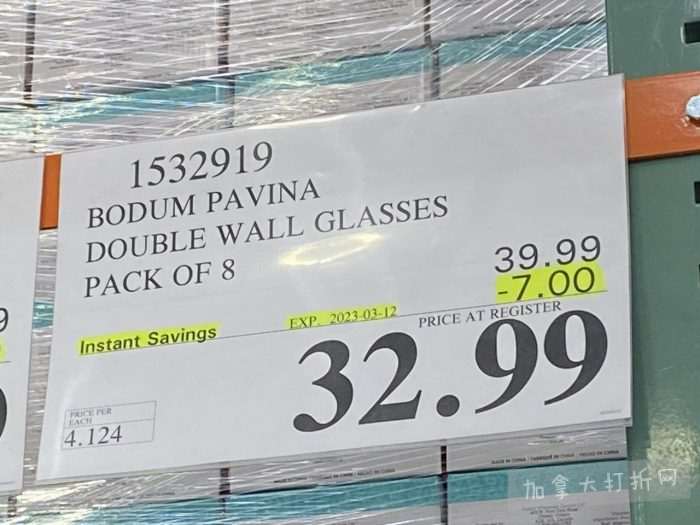 1532919
BODUM PAVINA
DOUBLE WALL GLASSES
PACK OF 8
39.99
-7.00
Instant Savings
EXP. 2023-03-12
PRICE AT REGISTER
32.99
PRICE PER
EACH
4.124
加拿大打折网